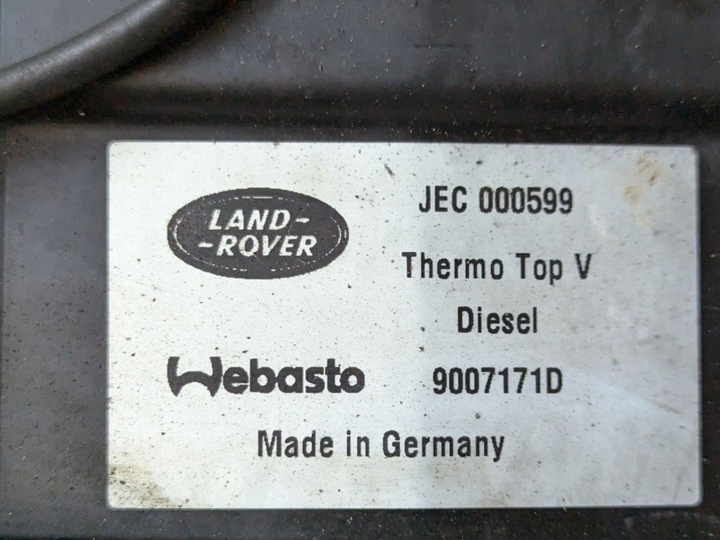 LAND-
-ROVER
JEC 000599
Thermo Top V
Diesel
Webasto
9007171D
Made in Germany